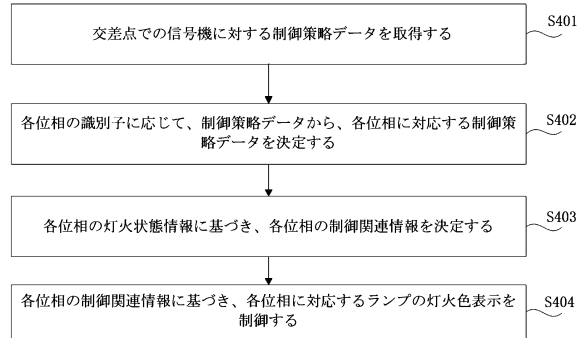 交差点での信号機に対する制御策略データを取得する
S401
各位相の識別子に応じて、制御策略データから、各位相に対応する制御策
略データを決定する
S402
各位相の灯火状態情報に基づき、各位相の制御関連情報を決定する
S403
各位相の制御関連情報に基づき、各位相に対応するランプの灯火色表示を
制御する
S404